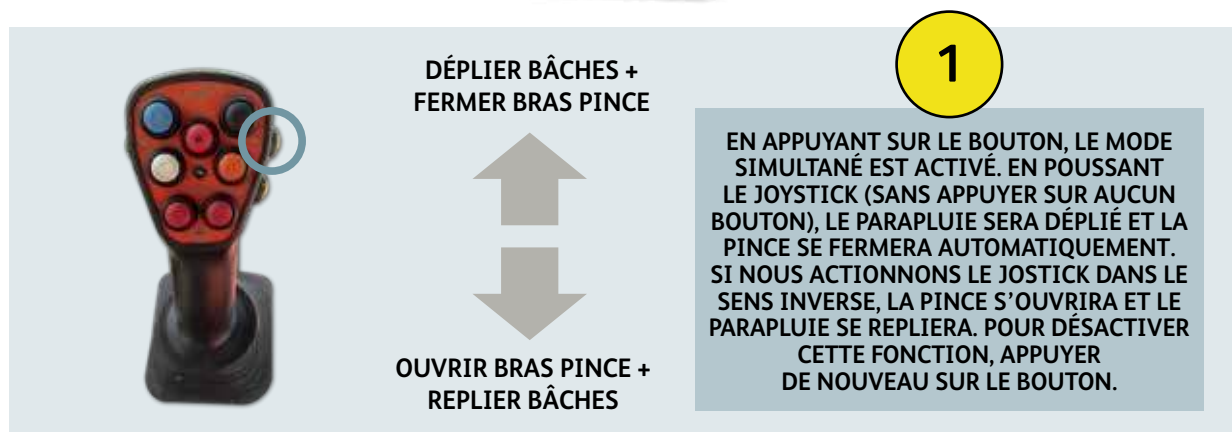 DÉPLIER BÂCHES +
FERMER BRAS PINCE
OUVRIR BRAS PINCE +
REPLIER BÂCHES
1
EN APPUYANT SUR LE BOUTON, LE MODE
SIMULTANÉ EST ACTIVÉ. EN POUSSANT
LE JOYSTICK (SANS APPUYER SUR AUCUN
BOUTON), LE PARAPLUIE SERA DÉPLIÉ ET LA
PINCE SE FERMERA AUTOMATIQUEMENT.
SI NOUS ACTIONNONS LE JOSTICK DANS LE
SENS INVERSE, LA PINCE S’OUVRIRA ET LE
PARAPLUIE SE REPLIERA. POUR DÉSACTIVER
CETTE FONCTION, APPUYER
DE NOUVEAU SUR LE BOUTON.